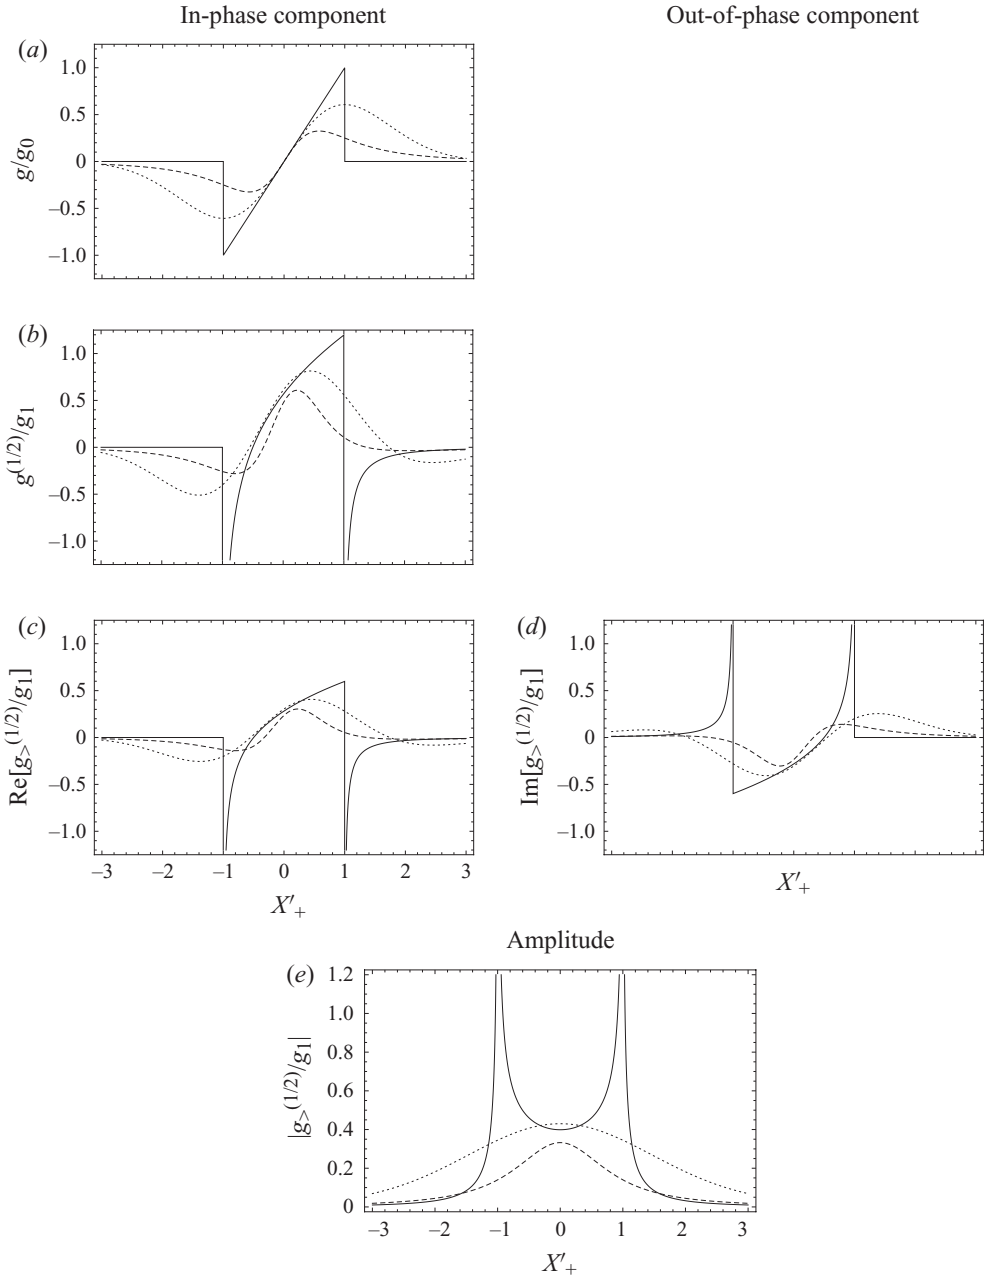 In-phase component Out-of-phase component
(a)
1.0
0.5
0
–0.5
–1.0
g/g0
(b)
1.0
0.5
0
–0.5
–1.0
g(1/2)/g1
(c)
1.0
0.5
0
–0.5
–1.0
Re[g>(1/2)/g1]
–3 –2 –1 0 1 2 3
X′+
(d)
1.0
0.5
0
–0.5
–1.0
Im[g>(1/2)/g1]
X′+
Amplitude
(e)
1.2
1.0
0.8
0.6
0.4
0.2
0
|g>(1/2)/g1|
–3 –2 –1 0 1 2 3
X′+